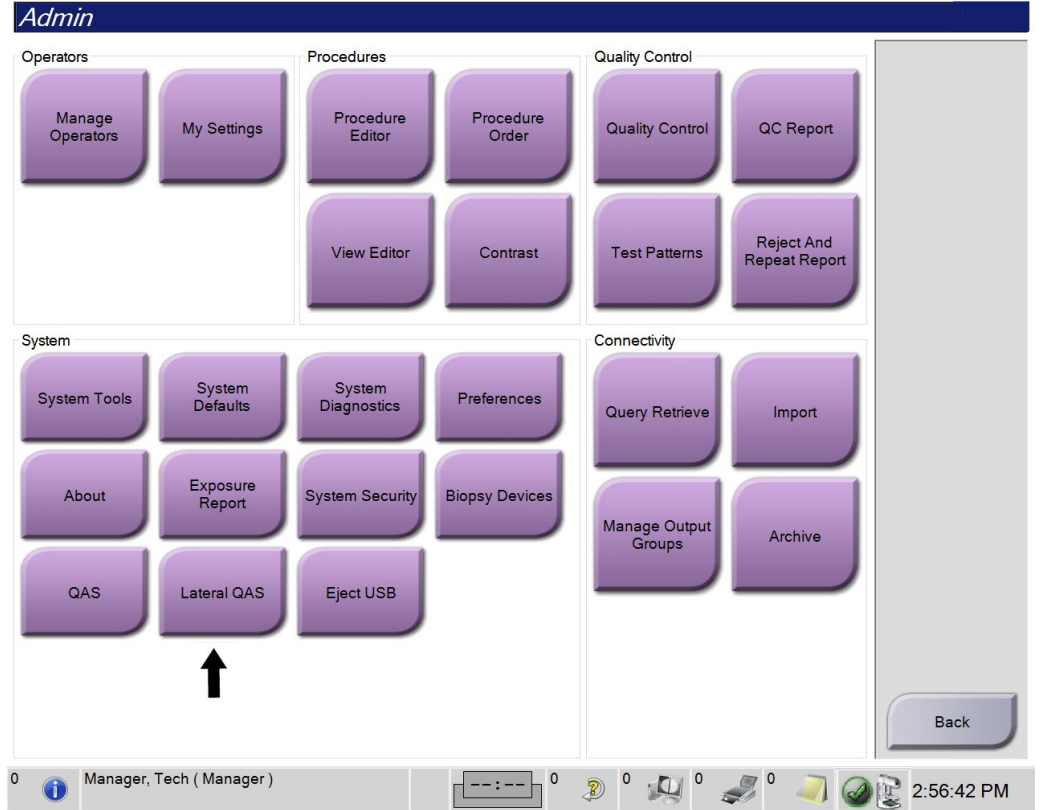 Admin
Operators
Manage
Operators
My Settings
Procedures
Procedure
Editor
Procedure
Order
View Editor
Contrast
Quality Control
Quality Control
QC Report
Test Patterns
Reject And
Repeat Report
System
System Tools
System
Defaults
System
Diagnostics
Preferences
About
Exposure
Report
System Security
Biopsy Devices
QAS
Lateral QAS
Eject USB
Connectivity
Query Retrieve
Import
Manage Output
Groups
Archive
Back
0
Manager, Tech ( Manager )
--:--
0
0
0
0
2:56:42 PM